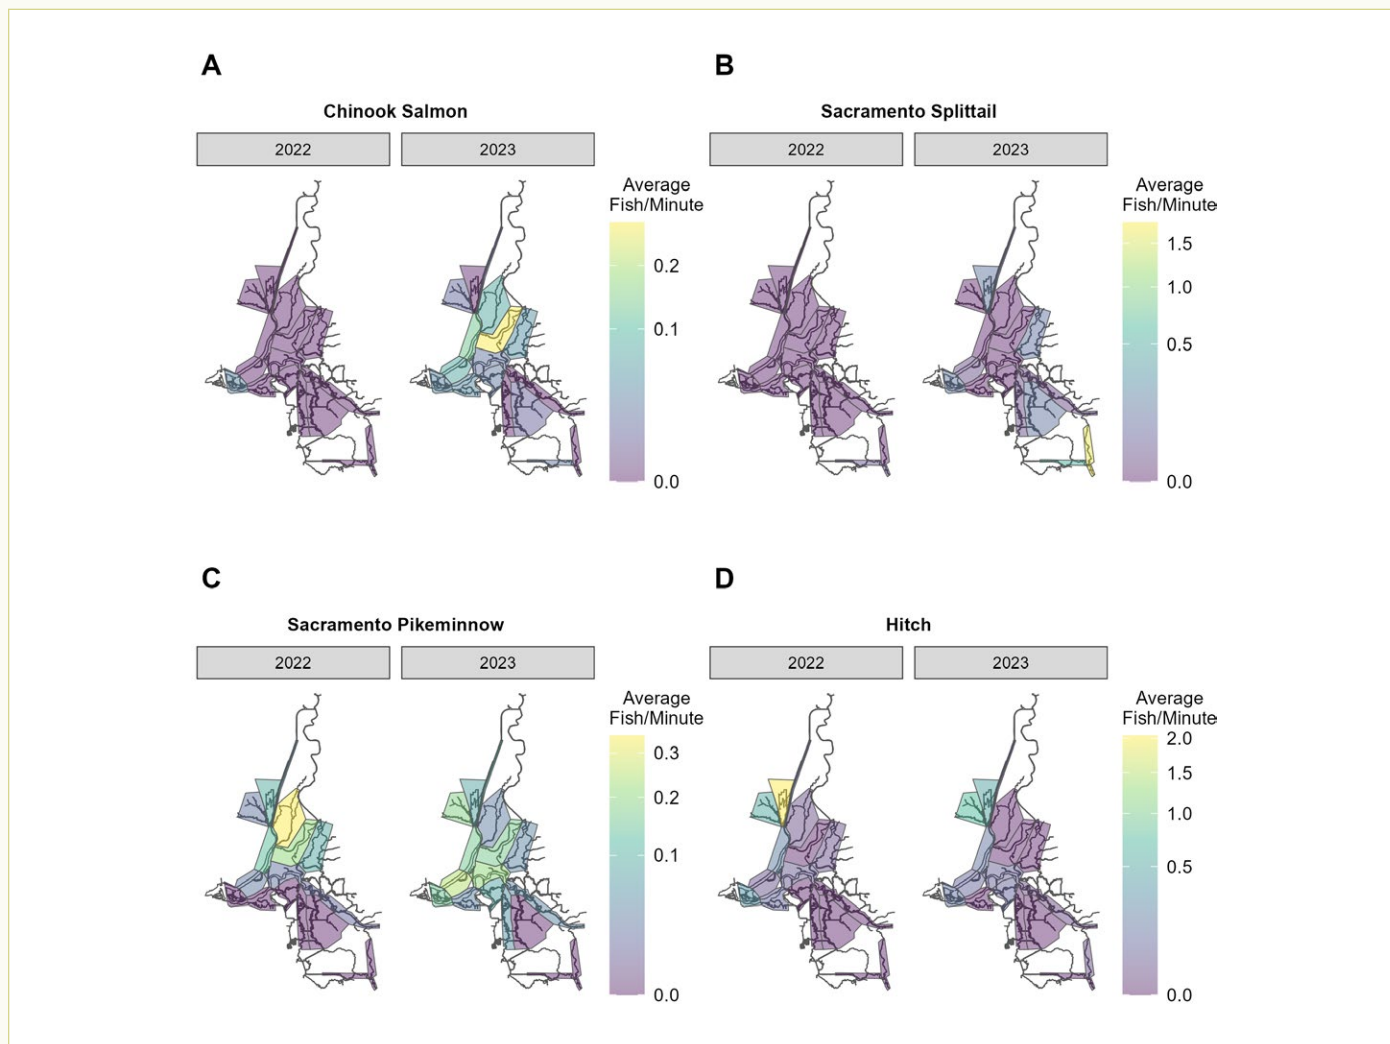 A
Chinook Salmon
2022 2023
Average
Fish/Minute
0.2
0.1
0.0
B
Sacramento Splittail
2022 2023
Average
Fish/Minute
1.5
1.0
0.5
0.0
C
Sacramento Pikeminnow
2022 2023
Average
Fish/Minute
0.3
0.2
0.1
0.0
D
Hitch
2022 2023
Average
Fish/Minute
2.0
1.5
1.0
0.5
0.0